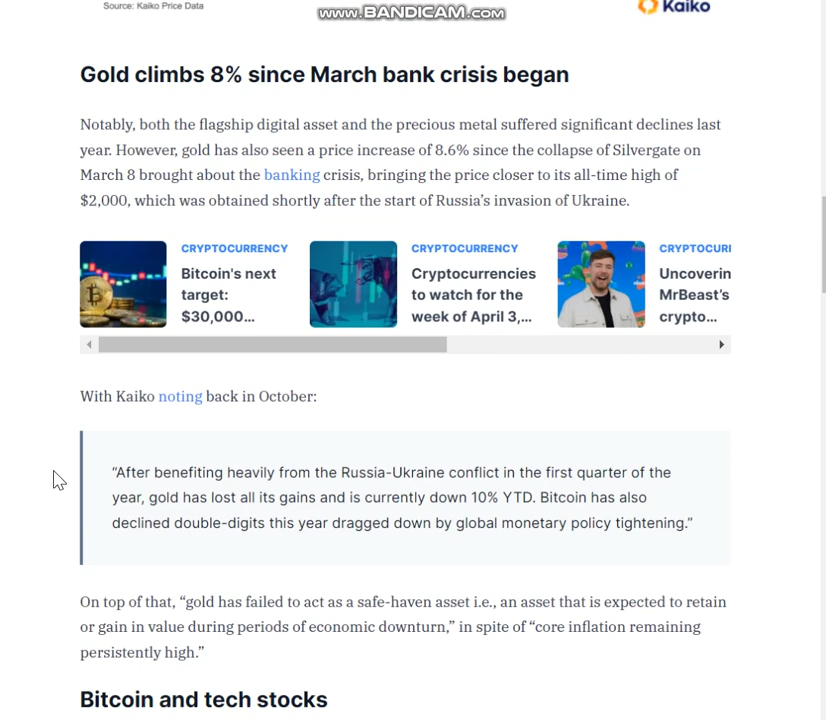 Source: Kaiko Price Data
www.BANDICAM.com
Kaiko
Gold climbs 8% since March bank crisis began
Notably, both the flagship digital asset and the precious metal suffered significant declines last
year. However, gold has also seen a price increase of 8.6% since the collapse of Silvergate on
March 8 brought about the banking crisis, bringing the price closer to its all-time high of
$2,000, which was obtained shortly after the start of Russia’s invasion of Ukraine.
CRYPTOCURRENCY
Bitcoin's next
target:
$30,000...
CRYPTOCURRENCY
Cryptocurrencies
to watch for the
week of April 3,...
CRYPTOCURI
Uncoverin
MrBeast’s
crypto...
With Kaiko noting back in October:
“After benefiting heavily from the Russia-Ukraine conflict in the first quarter of the
year, gold has lost all its gains and is currently down 10% YTD. Bitcoin has also
declined double-digits this year dragged down by global monetary policy tightening.”
On top of that, “gold has failed to act as a safe-haven asset i.e., an asset that is expected to retain
or gain in value during periods of economic downturn,” in spite of “core inflation remaining
persistently high.”
Bitcoin and tech stocks